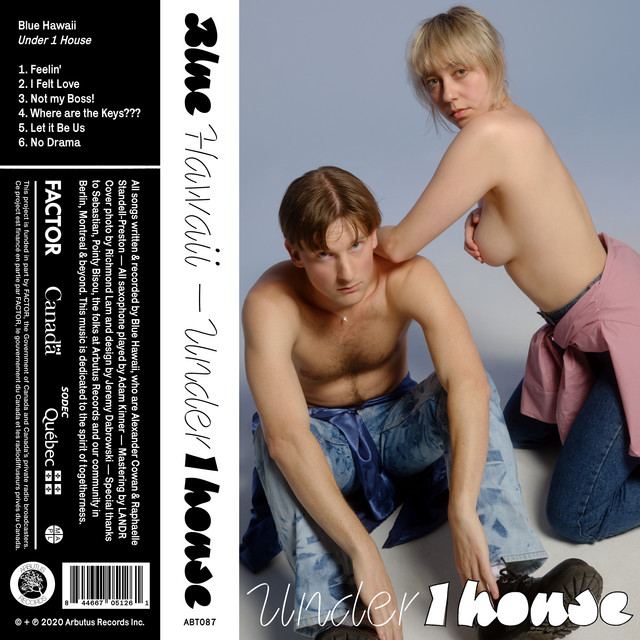 Blue Hawaii
Under 1 House
1. Feelin'
2. I Felt Love
3. Not my Boss!
4. Where are the Keys???
5. Let it Be Us
6. No Drama
All songs written & recorded by Blue Hawaii, who are Alexander Cowan & Raphaelle
Standell-Preston — All saxophone played by Adam Kinner — Mastering by LANDR
Cover photo by Richmond Lam and design by Jeremy Dabrowski — Special thanks
to Sebastian, Pointy Bisou, the folks at Arbutus Records and our community in
Berlin, Montreal & beyond. This music is dedicated to the spirit of togetherness.
FACTOR
Canada
SODEC
Québec
This project is funded in part by FACTOR, the Government of Canada and Canada's private radio broadcasters.
Ce project est financé en partie par FACTOR, le gouvernement du Canada et les radiodiffuseurs privés du Canada.
ARBUTUS
RECORDS
8 44667 05126 1
© + ℗ 2020 Arbutus Records Inc.
Blue Hawaii — Under 1 house
ABT087
Under 1 house